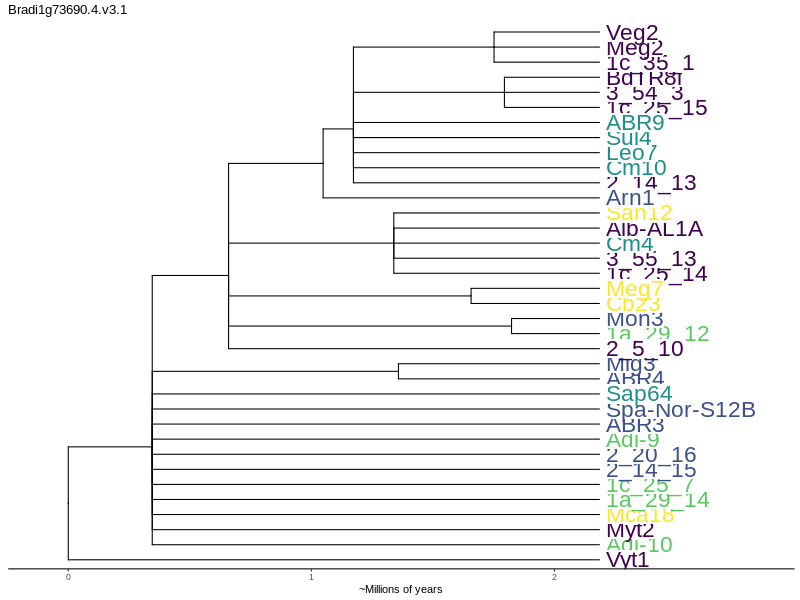 Bradi1g73690.4.v3.1
Veg2
Meg2
1c_35_1
BdTR8i
3_54_3
1c_25_15
ABR9
Sul4
Leo7
Cm10
2_14_13
Arn1
San12
Alb-AL1A
Cm4
3_55_13
1c_25_14
Meg7
Cb23
Mon3
1a_29_12
2_5_10
Mig3
ABR4
Sap64
Spa-Nor-S12B
ABR3
Adi-9
2_20_16
2_14_15
1c_25_7
1a_29_14
Mca18
Myt2
Adi-10
Vyt1
0 1 2
~Millions of years